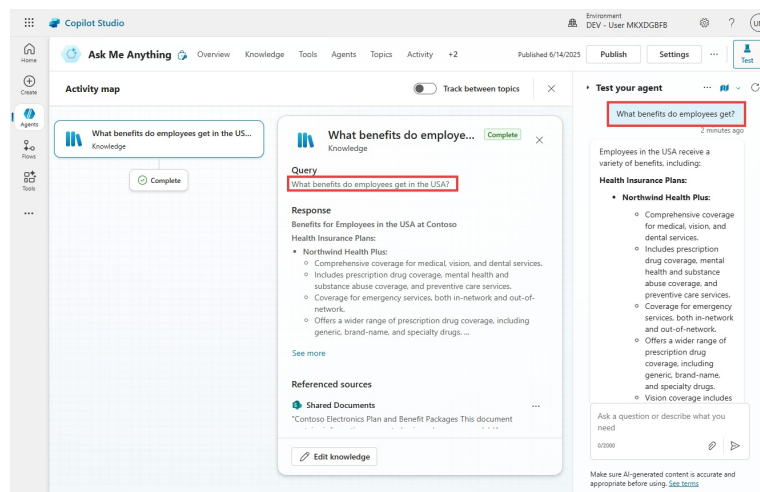 Copilot Studio
Environment
DEV - User MKXDGBFB
?
Home
Create
Agents
Flows
Tools
Ask Me Anything
Overview Knowledge Tools Agents Topics Activity +2
Published 6/14/2025
Publish
Settings
Test
Activity map
Track between topics
What benefits do employees get in the US...
Knowledge
Complete
What benefits do employe...
Complete
Knowledge
Query
What benefits do employees get in the USA?
Response
Benefits for Employees in the USA at Contoso
Health Insurance Plans:
Northwind Health Plus:
Comprehensive coverage for medical, vision, and dental services.
Includes prescription drug coverage, mental health and
substance abuse coverage, and preventive care services.
Coverage for emergency services, both in-network and out-of-
network.
Offers a wider range of prescription drug coverage, including
generic, brand-name, and specialty drugs. ...
See more
Referenced sources
Shared Documents
"Contoso Electronics Plan and Benefit Packages This document
Edit knowledge
Test your agent
What benefits do employees get?
2 minutes ago
Employees in the USA receive a
variety of benefits, including:
Health Insurance Plans:
Northwind Health Plus:
Comprehensive coverage
for medical, vision, and
dental services.
Includes prescription
drug coverage, mental
health and substance
abuse coverage, and
preventive care services.
Coverage for emergency
services, both in-network
and out-of-network.
Offers a wider range of
prescription drug
coverage, including
generic, brand-name,
and specialty drugs.
Vision coverage includes
Ask a question or describe what you
need
0/2000
Make sure AI-generated content is accurate and
appropriate before using. See terms